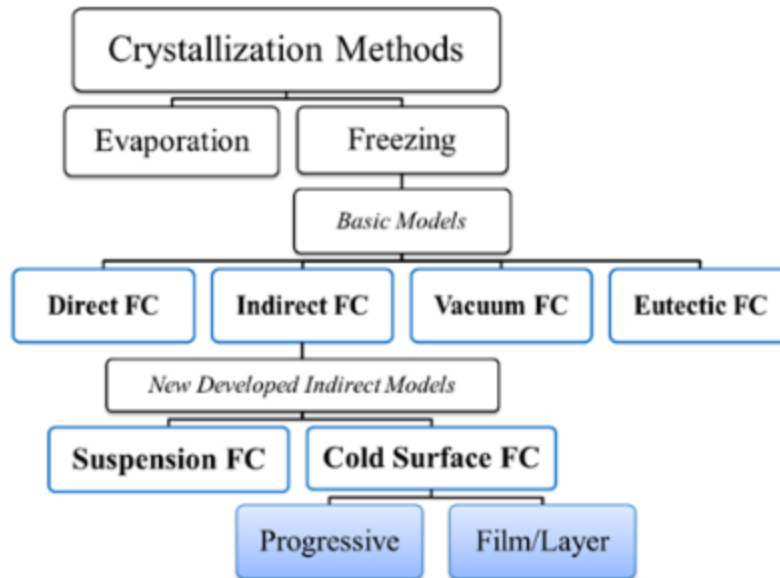 Crystallization Methods
Evaporation
Freezing
Basic Models
Direct FC
Indirect FC
Vacuum FC
Eutectic FC
New Developed Indirect Models
Suspension FC
Cold Surface FC
Progressive
Film/Layer